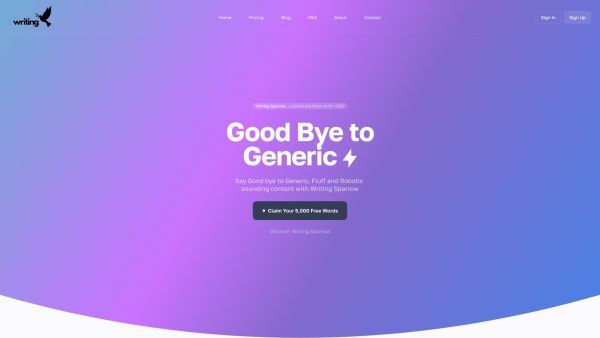 writing
Home Pricing Blog FAQ About Contact
Sign In Sign Up
Writing Sparrow | Unlock the Power of AI + SEO
Good Bye to
Generic
Say Good bye to Generic, Fluff and Robotic
sounding content with Writing Sparrow
Claim Your 5,000 Free Words
Discover Writing Sparrow